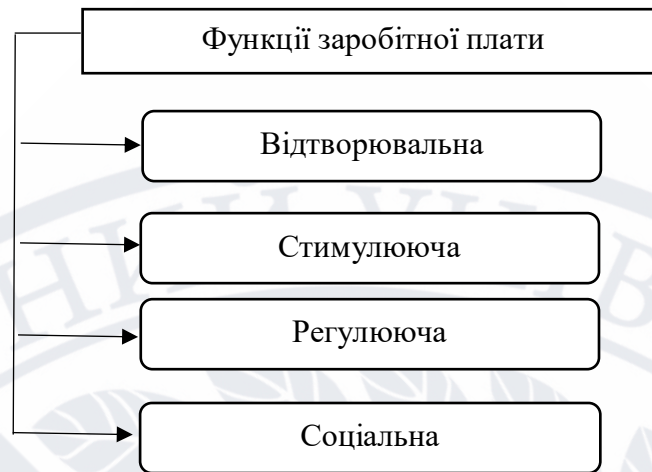 Функції заробітної плати
Відтворювальна
Стимулююча
Регулююча
Соціальна